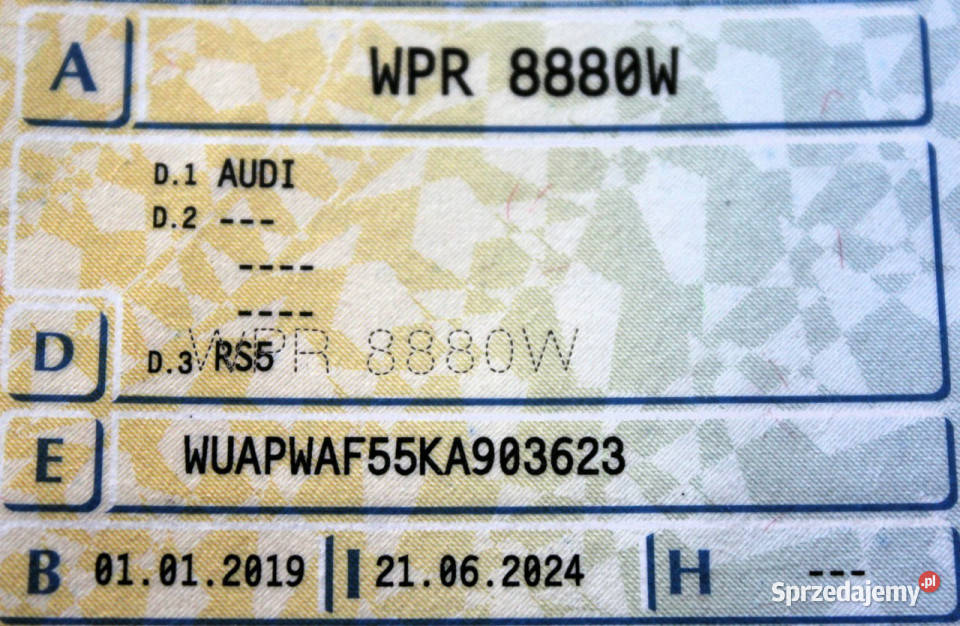 A WPR 8880W
D.1 AUDI
D.2 ---
----
----
D WPR 8880W
D.3 RS5
E WUAPWAF55KA903623
B 01.01.2019 I 21.06.2024 H ---
Sprzedajemy.pl